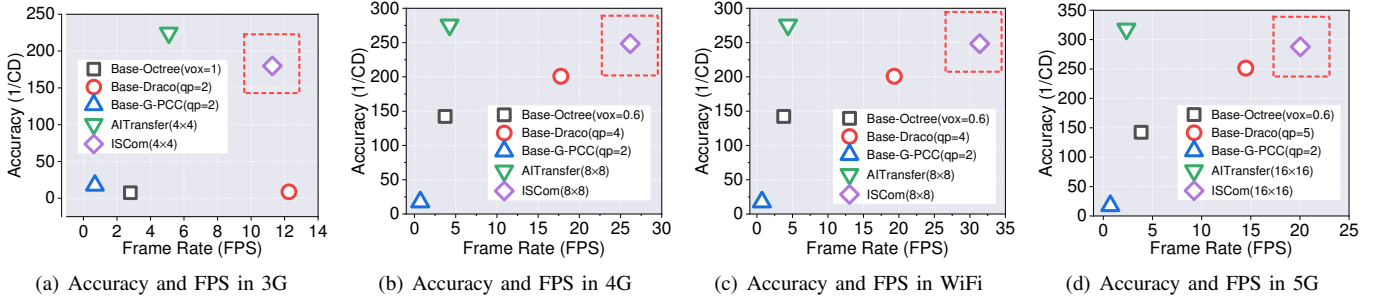 Accuracy (1/CD)
250
200
150
100
50
0
Base-Octree(vox=1)
Base-Draco(qp=2)
Base-G-PCC(qp=2)
AITransfer(4×4)
ISCom(4×4)
0 2 4 6 8 10 12 14
Frame Rate (FPS)
(a) Accuracy and FPS in 3G
Accuracy (1/CD)
300
250
200
150
100
50
0
Base-Octree(vox=0.6)
Base-Draco(qp=4)
Base-G-PCC(qp=2)
AITransfer(8×8)
ISCom(8×8)
0 5 10 15 20 25 30
Frame Rate (FPS)
(b) Accuracy and FPS in 4G
Accuracy (1/CD)
300
250
200
150
100
50
0
Base-Octree(vox=0.6)
Base-Draco(qp=4)
Base-G-PCC(qp=2)
AITransfer(8×8)
ISCom(8×8)
0 5 10 15 20 25 30
Frame Rate (FPS)
(c) Accuracy and FPS in WiFi
Accuracy (1/CD)
350
300
250
200
150
100
50
0
Base-Octree(vox=0.6)
Base-Draco(qp=5)
Base-G-PCC(qp=2)
AITransfer(16×16)
ISCom(16×16)
0 5 10 15 20 25
Frame Rate (FPS)
(d) Accuracy and FPS in 5G